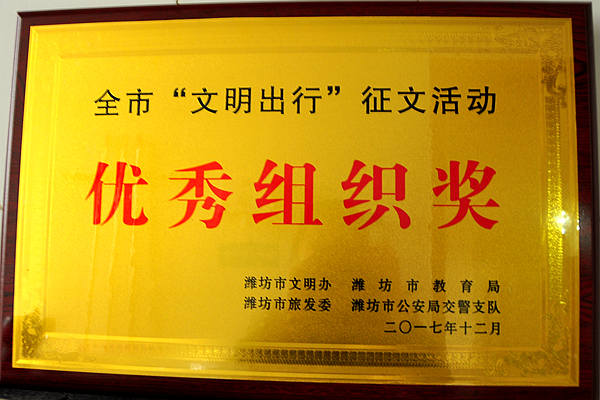 全市“文明出行”征文活动
优秀组织奖
潍坊市文明办 潍坊市教育局
潍坊市旅发委 潍坊市公安局交警支队
二〇一七年十二月